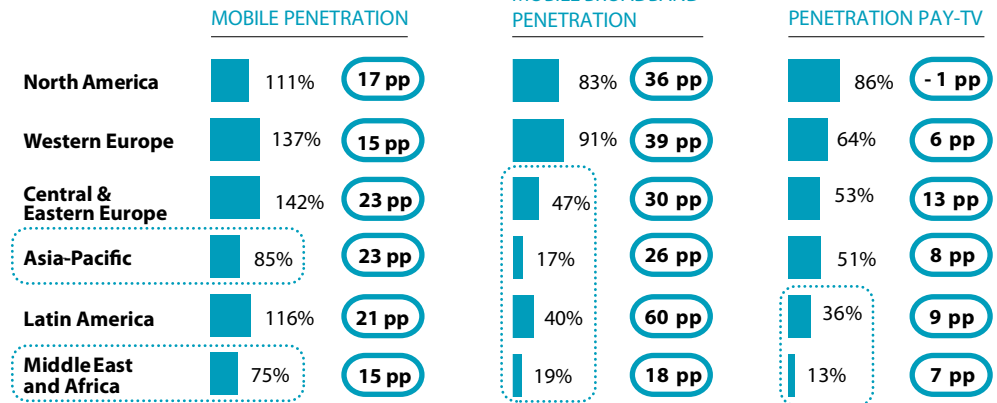 MOBILE PENETRATION
PENETRATION
PENETRATION PAY-TV
North America 111% 17 pp 83% 36 pp 86% - 1 pp
Western Europe 137% 15 pp 91% 39 pp 64% 6 pp
Central &
Eastern Europe 142% 23 pp 47% 30 pp 53% 13 pp
Asia-Pacific 85% 23 pp 17% 26 pp 51% 8 pp
Latin America 116% 21 pp 40% 60 pp 36% 9 pp
Middle East
and Africa 75% 15 pp 19% 18 pp 13% 7 pp